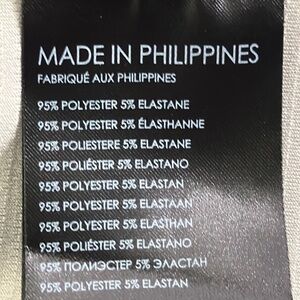 MADE IN PHILIPPINES
FABRIQUÉ AUX PHILIPPINES
95% POLYESTER 5% ELASTANE
95% POLYESTER 5% ÉLASTHANNE
95% POLIESTERE 5% ELASTANE
95% POLIÉSTER 5% ELASTANO
95% POLYESTER 5% ELASTAN
95% POLYESTER 5% ELASTAAN
95% POLYESTER 5% ELASTHAN
95% POLIÉSTER 5% ELASTANO
95% ПОЛИЭСТЕР 5% ЭЛАСТАН
95% POLYESTER 5% ELASTAN